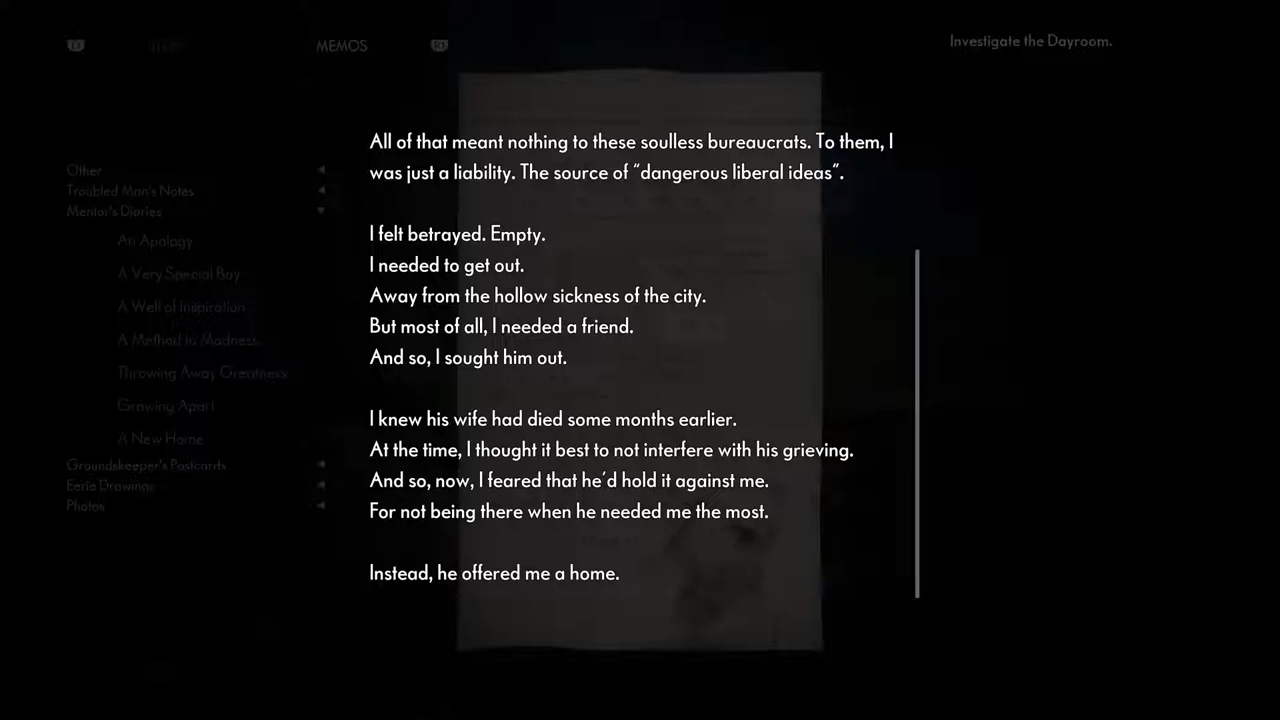 MEMOS
Investigate the Dayroom.
All of that meant nothing to these soulless bureaucrats. To them, I
was just a liability. The source of “dangerous liberal ideas”.
I felt betrayed. Empty.
I needed to get out.
Away from the hollow sickness of the city.
But most of all, I needed a friend.
And so, I sought him out.
I knew his wife had died some months earlier.
At the time, I thought it best to not interfere with his grieving.
And so, now, I feared that he'd hold it against me.
For not being there when he needed me the most.
Instead, he offered me a home.
Other
Troubled Man's Notes
Mentor's Diaries
An Apology
A Very Special Boy
A Well of Inspiration
A Method to Madness
Throwing Away Greatness
Growing Apart
A New Home
Groundskeeper's Postcards
Eerie Drawings
Photos